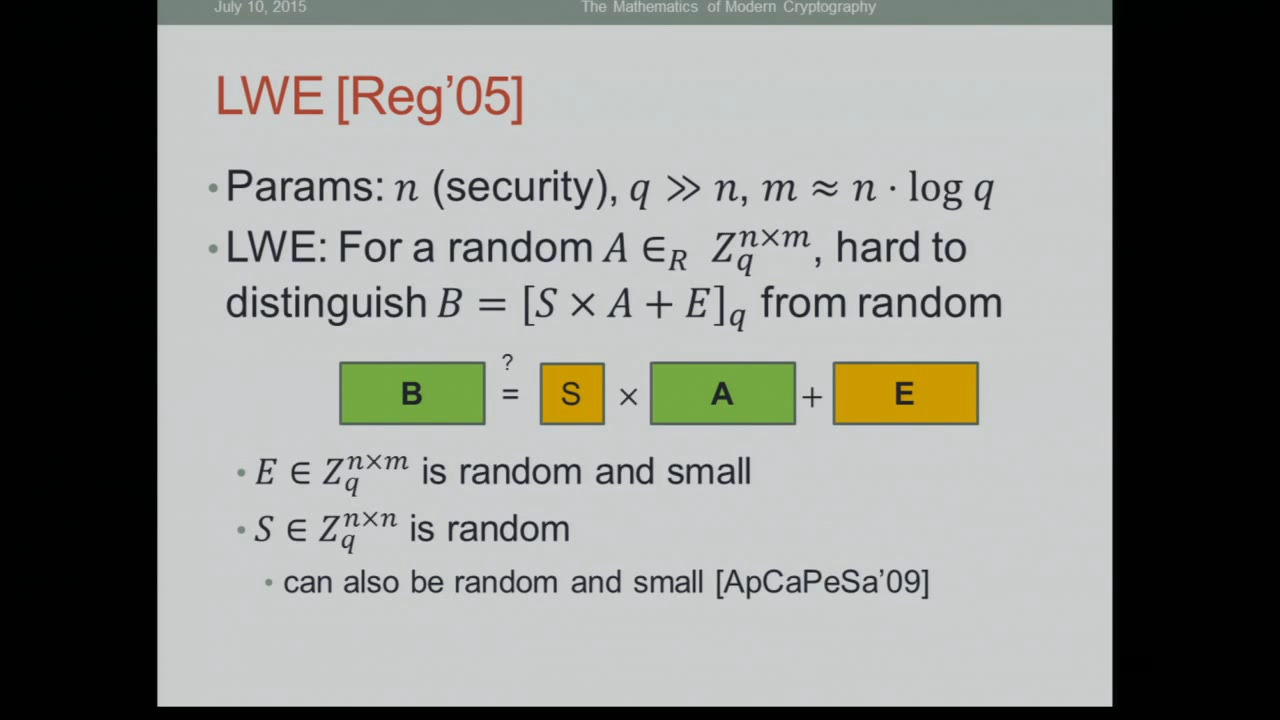 July 10, 2015 The Mathematics of Modern Cryptography
LWE [Reg'05]
• Params: n (security), q ≫ n, m ≈ n · log q
• LWE: For a random A ∈_R Z_q^{n×m}, hard to
distinguish B = [S × A + E]_q from random
B ?= S × A + E
• E ∈ Z_q^{n×m} is random and small
• S ∈ Z_q^{n×n} is random
• can also be random and small [ApCaPeSa'09]